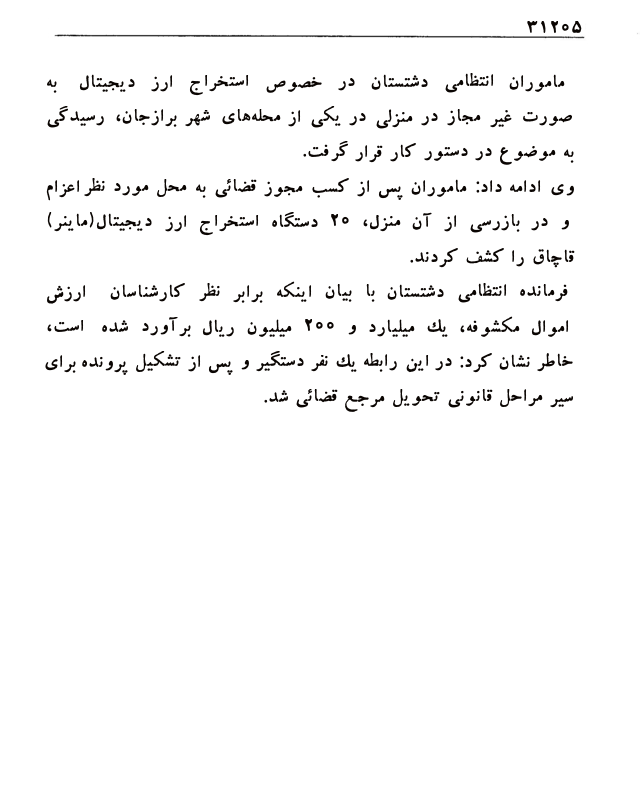 ۳۱۲۰۵
ماموران انتظامی دشتستان در خصوص استخراج ارز دیجیتال به
صورت غیر مجاز در منزلی در یکی از محله‌های شهر برازجان، رسیدگی
به موضوع در دستور کار قرار گرفت.
وی ادامه داد: ماموران پس از کسب مجوز قضائی به محل مورد نظر اعزام
و در بازرسی از آن منزل، ۲۰ دستگاه استخراج ارز دیجیتال(ماینر)
قاچاق را کشف کردند.
فرمانده انتظامی دشتستان با بیان اینکه برابر نظر کارشناسان ارزش
اموال مکشوفه، یك میلیارد و ۲۰۰ میلیون ریال برآورد شده است،
خاطر نشان کرد: در این رابطه یك نفر دستگیر و پس از تشکیل پرونده برای
سیر مراحل قانونی تحویل مرجع قضائی شد.